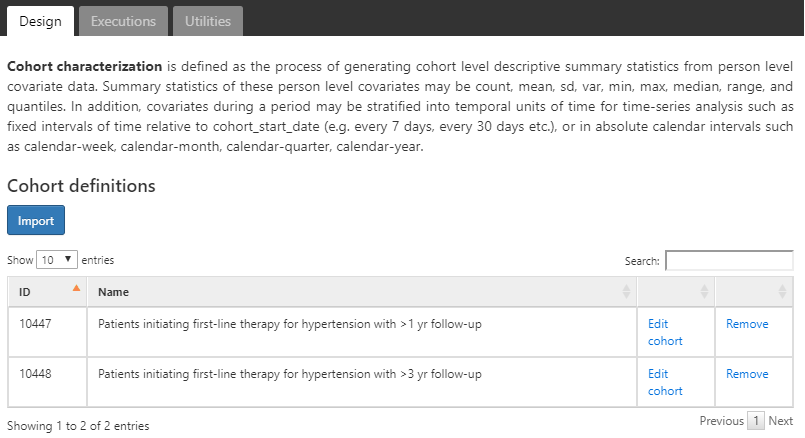 Design Executions Utilities
Cohort characterization is defined as the process of generating cohort level descriptive summary statistics from person level
covariate data. Summary statistics of these person level covariates may be count, mean, sd, var, min, max, median, range, and
quantiles. In addition, covariates during a period may be stratified into temporal units of time for time-series analysis such as
fixed intervals of time relative to cohort_start_date (e.g. every 7 days, every 30 days etc.), or in absolute calendar intervals such
as calendar-week, calendar-month, calendar-quarter, calendar-year.
Cohort definitions
Import
Show 10 entries Search:
ID Name
10447 Patients initiating first-line therapy for hypertension with >1 yr follow-up Edit Remove
cohort
10448 Patients initiating first-line therapy for hypertension with >3 yr follow-up Edit Remove
cohort
Showing 1 to 2 of 2 entries Previous 1 Next